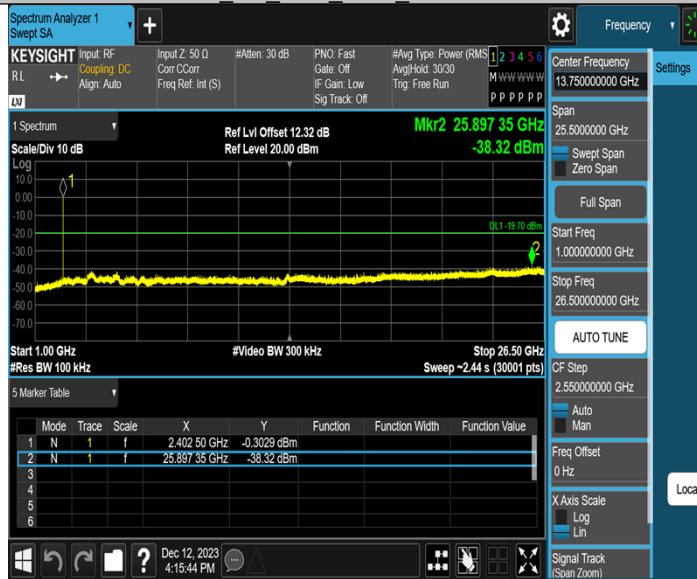 Spectrum Analyzer 1
Swept SA
+
Frequency
KEYSIGHT
RL
LXI
Input: RF
Coupling: DC
Align: Auto
Input Z: 50 Ω
Corr CCorr
Freq Ref: Int (S)
#Atten: 30 dB
PNO: Fast
Gate: Off
IF Gain: Low
Sig Track: Off
#Avg Type: Power (RMS
Avg|Hold: 30/30
Trig: Free Run
1 2 3 4 5 6
M W W W W W
P P P P P P
1 Spectrum
Scale/Div 10 dB
Ref Lvl Offset 12.32 dB
Ref Level 20.00 dBm
Mkr2 25.897 35 GHz
-38.32 dBm
Log
10.0
0.00
-10.0
-20.0
-30.0
-40.0
-50.0
-60.0
-70.0
1
DL1 -19.70 dBm
2
Start 1.00 GHz
#Res BW 100 kHz
#Video BW 300 kHz
Stop 26.50 GHz
Sweep ~2.44 s (30001 pts)
5 Marker Table
Mode Trace Scale X Y Function Function Width Function Value
1 N 1 f 2.402 50 GHz -0.3029 dBm
2 N 1 f 25.897 35 GHz -38.32 dBm
3
4
5
6
Dec 12, 2023
4:15:44 PM
?
Center Frequency
13.750000000 GHz
Settings
Span
25.5000000 GHz
Swept Span
Zero Span
Full Span
Start Freq
1.000000000 GHz
Stop Freq
26.500000000 GHz
AUTO TUNE
CF Step
2.550000000 GHz
Auto
Man
Freq Offset
0 Hz
X Axis Scale
Log
Lin
Loca
Signal Track
(Span Zoom)